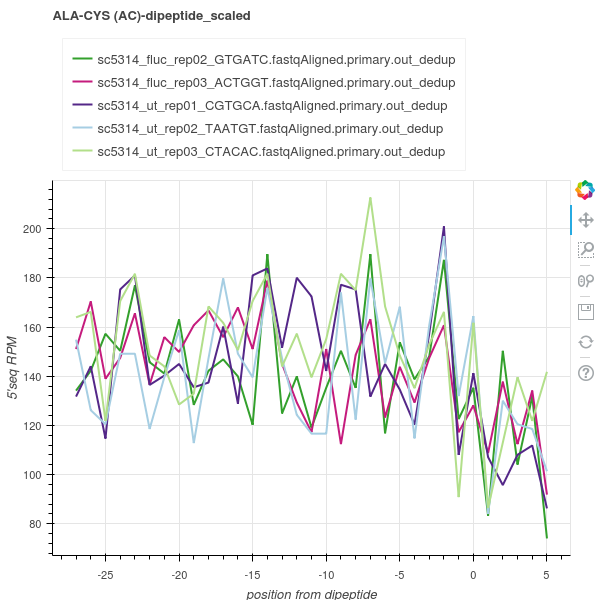 ALA-CYS (AC)-dipeptide_scaled
sc5314_fluc_rep02_GTGATC.fastqAligned.primary.out_dedup
sc5314_fluc_rep03_ACTGGT.fastqAligned.primary.out_dedup
sc5314_ut_rep01_CGTGCA.fastqAligned.primary.out_dedup
sc5314_ut_rep02_TAATGT.fastqAligned.primary.out_dedup
sc5314_ut_rep03_CTACAC.fastqAligned.primary.out_dedup
200
180
160
140
120
100
80
5'seq RPM
-25 -20 -15 -10 -5 0 5
position from dipeptide